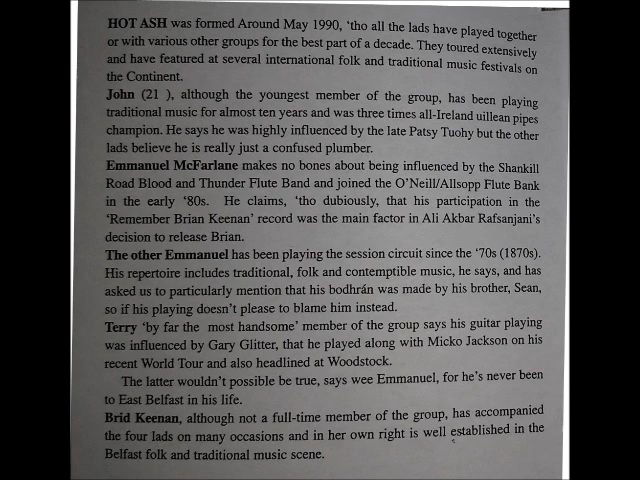 HOT ASH was formed Around May 1990, ‘tho all the lads have played together
or with various other groups for the best part of a decade. They toured extensively
and have featured at several international folk and traditional music festivals on
the Continent.
John (21 ), although the youngest member of the group, has been playing
traditional music for almost ten years and was three times all-Ireland uillean pipes
champion. He says he was highly influenced by the late Patsy Tuohy but the other
lads believe he is really just a confused plumber.
Emmanuel McFarlane makes no bones about being influenced by the Shankill
Road Blood and Thunder Flute Band and joined the O’Neill/Allsopp Flute Bank
in the early ‘80s. He claims, ‘tho dubiously, that his participation in the
‘Remember Brian Keenan’ record was the main factor in Ali Akbar Rafsanjani’s
decision to release Brian.
The other Emmanuel has been playing the session circuit since the ‘70s (1870s).
His repertoire includes traditional, folk and contemptible music, he says, and has
asked us to particularly mention that his bodhrán was made by his brother, Sean,
so if his playing doesn’t please to blame him instead.
Terry ‘by far the most handsome’ member of the group says his guitar playing
was influenced by Gary Glitter, that he played along with Micko Jackson on his
recent World Tour and also headlined at Woodstock.
The latter wouldn’t possible be true, says wee Emmanuel, for he’s never been
to East Belfast in his life.
Brid Keenan, although not a full-time member of the group, has accompanied
the four lads on many occasions and in her own right is well established in the
Belfast folk and traditional music scene.